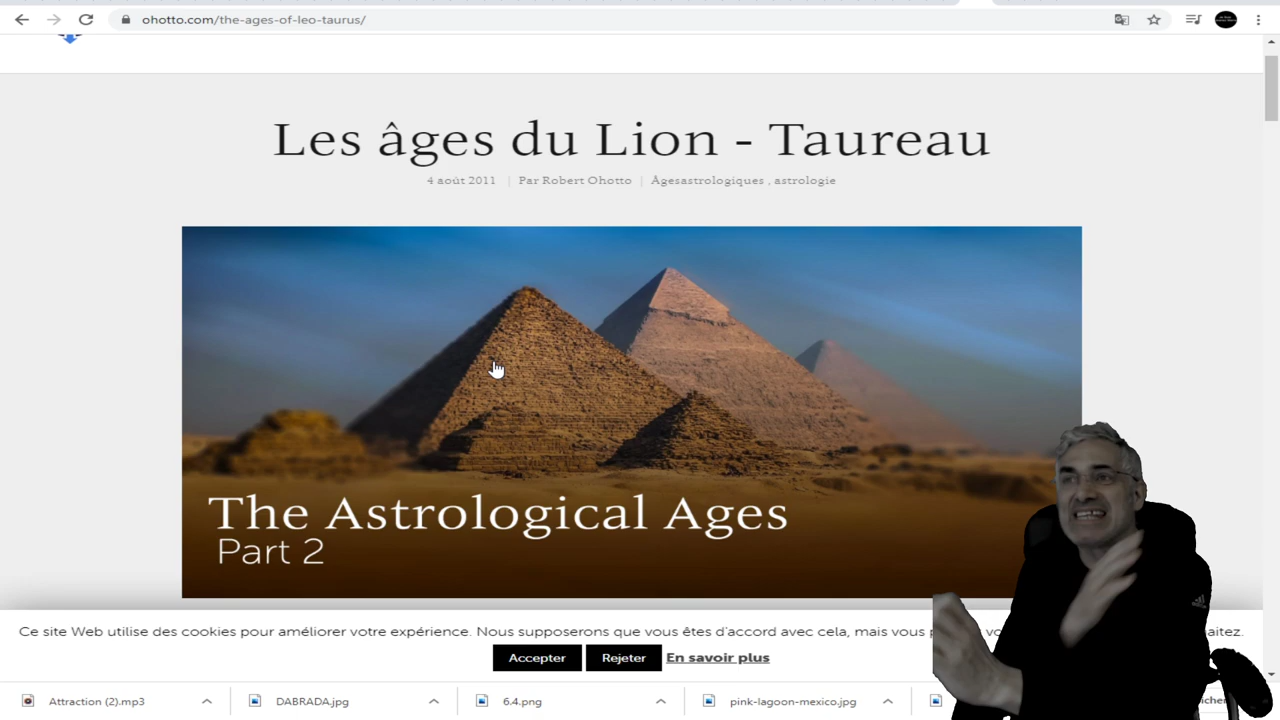 ohotto.com/the-ages-of-leo-taurus/
Les âges du Lion - Taureau
4 août 2011 | Par Robert Ohotto | Âgesastrologiques , astrologie
The Astrological Ages
Part 2
Ce site Web utilise des cookies pour améliorer votre expérience. Nous supposerons que vous êtes d'accord avec cela, mais vous
Accepter Rejeter En savoir plus
Attraction (2).mp3 DABRADA.jpg 6.4.png pink-lagoon-mexico.jpg